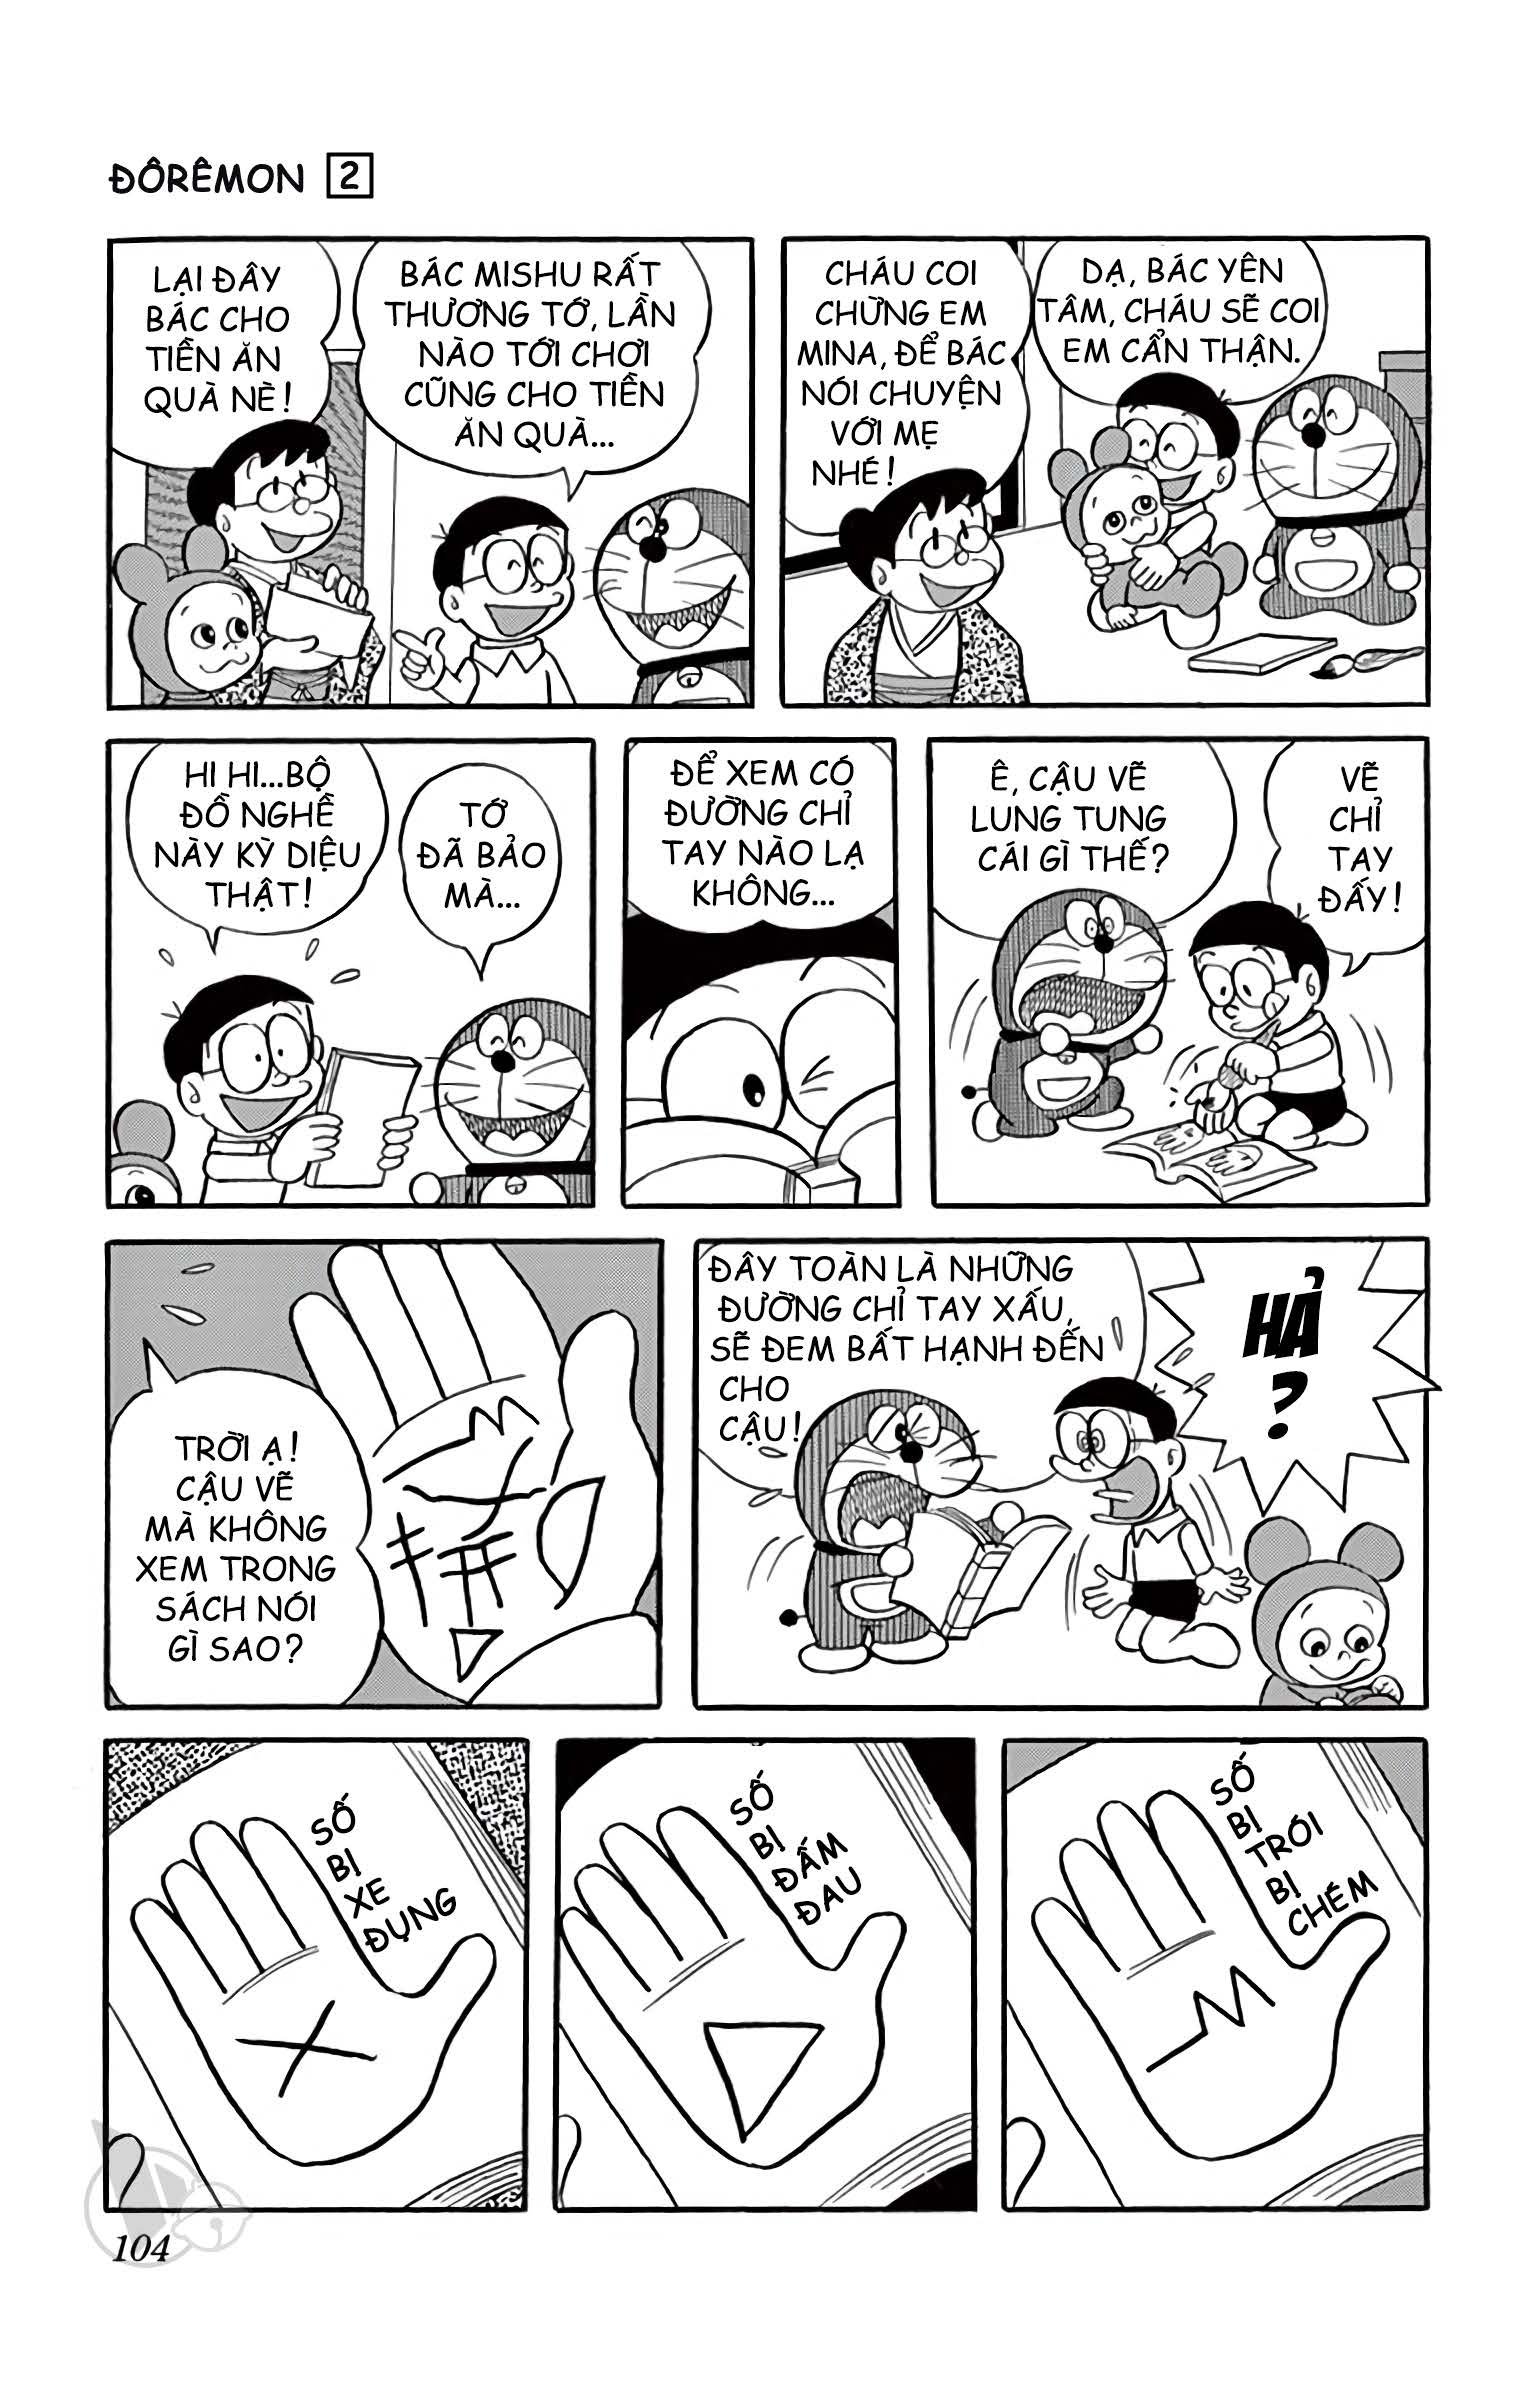 ĐÔRÊMON 2
LẠI ĐÂY
BÁC CHO
TIỀN ĂN
QUÀ NÈ!
BÁC MISHU RẤT
THƯƠNG TỚ, LẦN
NÀO TỚI CHƠI
CŨNG CHO TIỀN
ĂN QUÀ...
CHÁU COI
CHỪNG EM
MINA, ĐỂ BÁC
NÓI CHUYỆN
VỚI MẸ
NHÉ!
DẠ, BÁC YÊN
TÂM, CHÁU SẼ COI
EM CẨN THẬN.
HI HI...BỘ
ĐỒ NGHỀ
NÀY KỲ DIỆU
THẬT!
TỚ
ĐÃ BẢO
MÀ...
ĐỂ XEM CÓ
ĐƯỜNG CHỈ
TAY NÀO LẠ
KHÔNG...
Ê, CẬU VẼ
LUNG TUNG
CÁI GÌ THẾ?
VẼ
CHỈ
TAY
ĐẤY!
TRỜI Ạ!
CẬU VẼ
MÀ KHÔNG
XEM TRONG
SÁCH NÓI
GÌ SAO?
ĐÂY TOÀN LÀ NHỮNG
ĐƯỜNG CHỈ TAY XẤU,
SẼ ĐEM BẤT HẠNH ĐẾN
CHO
CẬU!
HẢ
?
SỐ
BỊ
XE
ĐỤNG
SỐ
BỊ
ĐẤM
ĐAU
SỐ
BỊ
TRÓI
BỊ
CHÉM
104